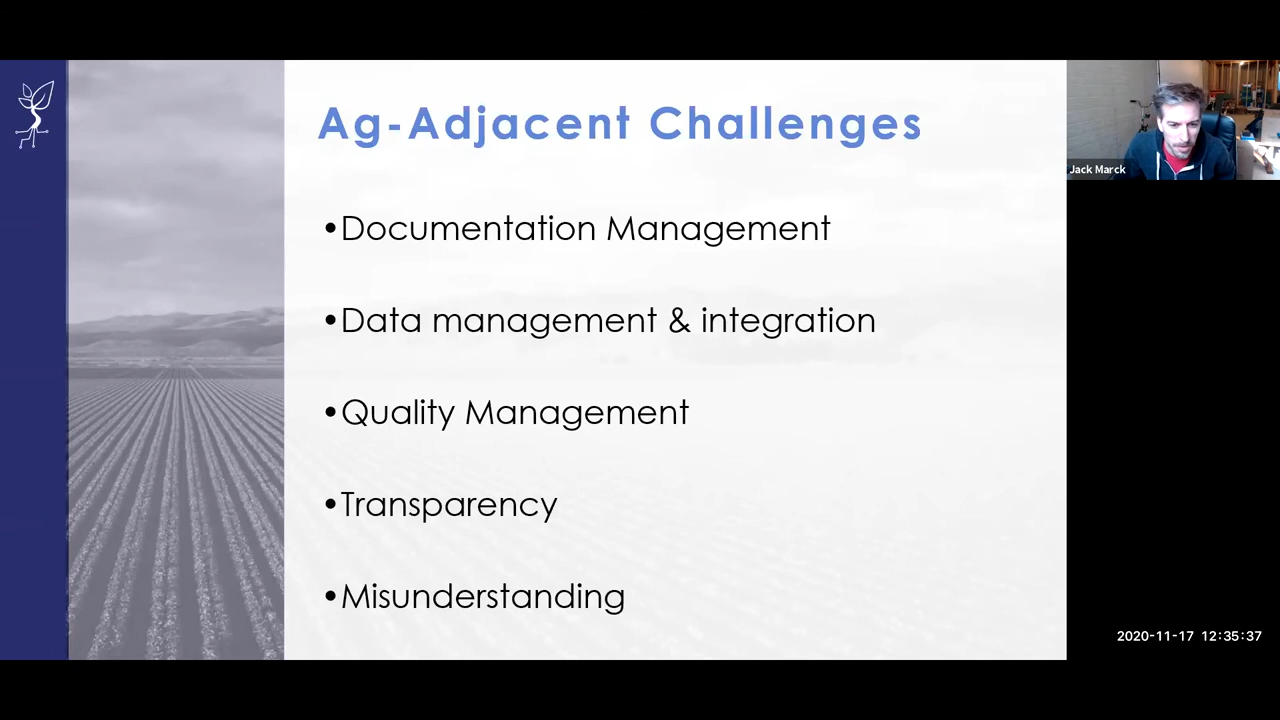 Ag-Adjacent Challenges
•Documentation Management
•Data management & integration
•Quality Management
•Transparency
•Misunderstanding
Jack Marck
2020-11-17 12:35:37